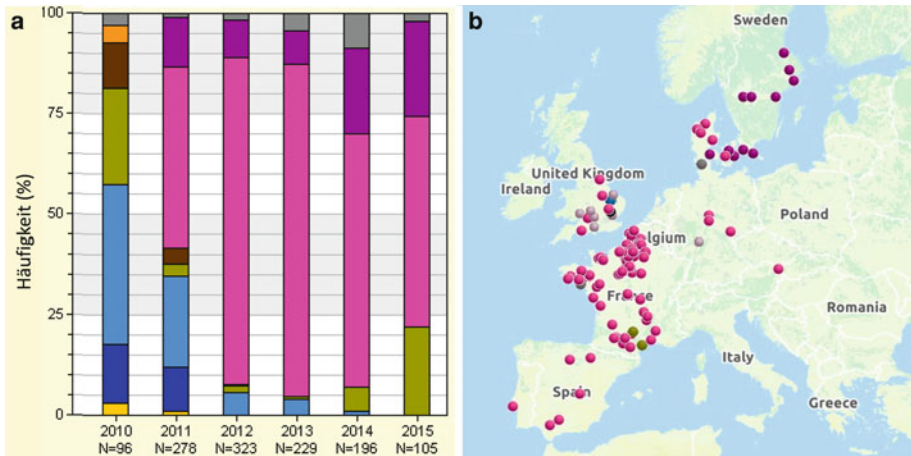 a
Häufigkeit (%)
100
75
50
25
0
2010 2011 2012 2013 2014 2015
N=96 N=278 N=323 N=229 N=196 N=105
b
Sweden
United Kingdom
Ireland
Poland
lgium
France
Romania
Italy
Spain
Greece